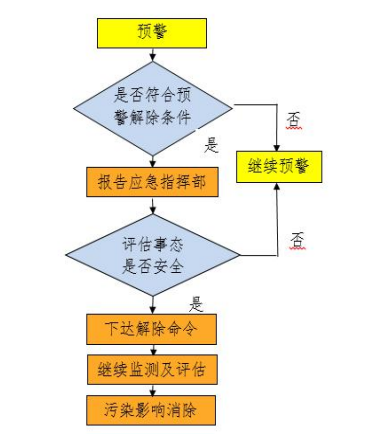 预警
是否符合预
警解除条件
否
是
继续预警
报告应急指挥部
评估事态
是否安全
否
是
下达解除命令
继续监测及评估
污染影响消除